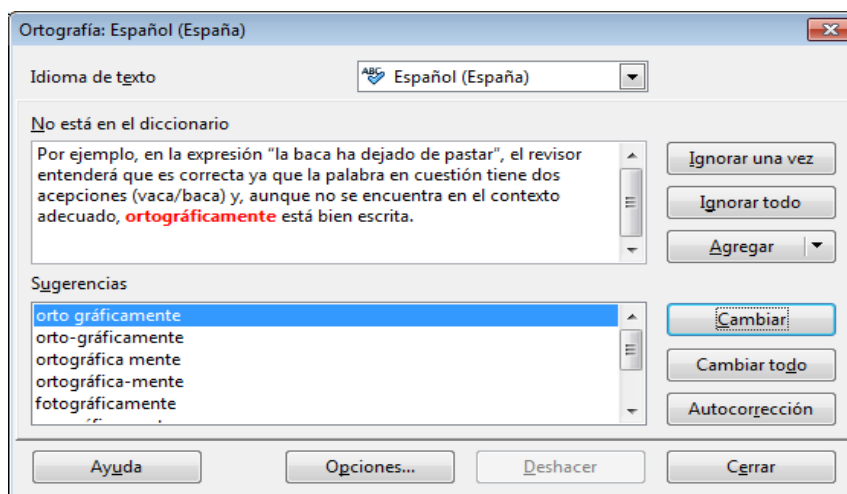 Ortografía: Español (España)
Idioma de texto
ABC Español (España)
No está en el diccionario
Por ejemplo, en la expresión “la baca ha dejado de pastar”, el revisor
entenderá que es correcta ya que la palabra en cuestión tiene dos
acepciones (vaca/baca) y, aunque no se encuentra en el contexto
adecuado, ortográficamente está bien escrita.
Ignorar una vez
Ignorar todo
Agregar
Sugerencias
orto gráficamente
orto-gráficamente
ortográfica mente
ortográfica-mente
fotográficamente
Cambiar
Cambiar todo
Autocorrección
Ayuda
Opciones...
Deshacer
Cerrar